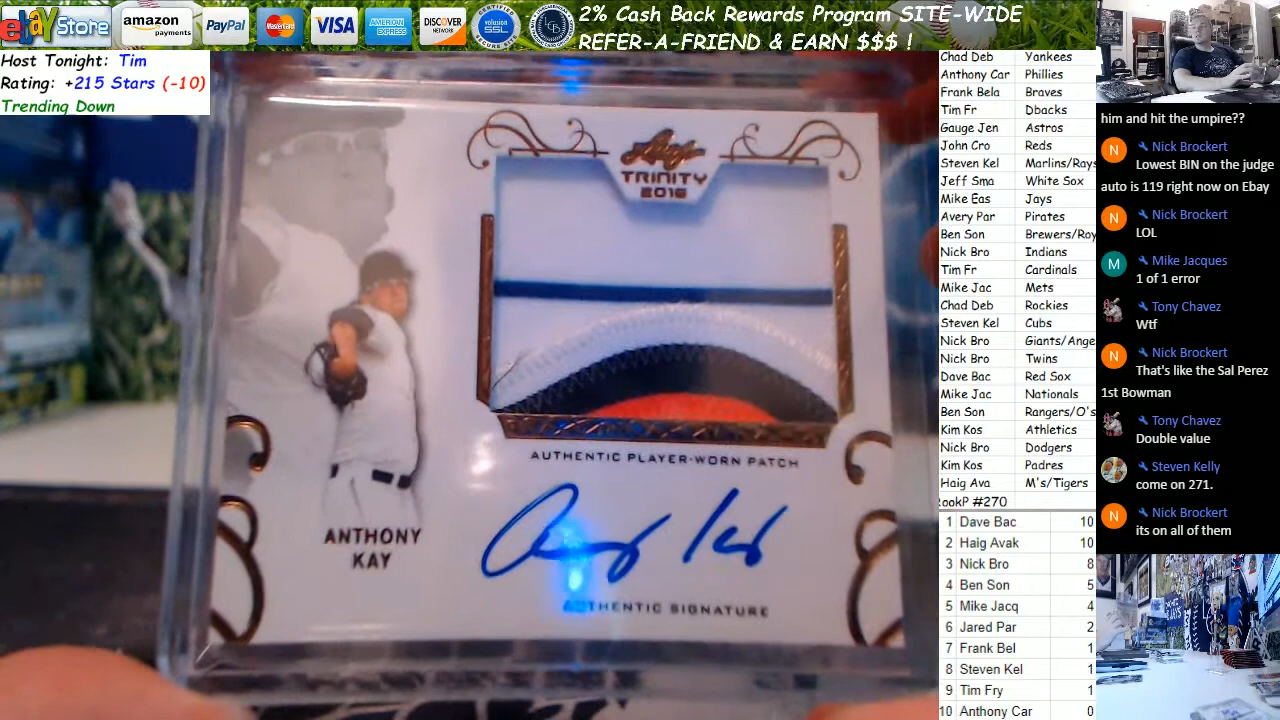 ebay Store
amazon payments
PayPal
MasterCard
VISA
AMERICAN EXPRESS
DISCOVER NETWORK
CERTIFIED SECURE SITE
volusion
SSL
2% Cash Back Rewards Program SITE-WIDE
REFER-A-FRIEND & EARN $$$ !
Host Tonight: Tim
Rating: +215 Stars (-10)
Trending Down
Leaf
TRINITY
2016
AUTHENTIC PLAYER-WORN PATCH
ANTHONY
KAY
AUTHENTIC SIGNATURE
Chad Deb Yankees
Anthony Car Phillies
Frank Bela Braves
Tim Fr Dbacks
Gauge Jen Astros
John Cro Reds
Steven Kel Marlins/Rays
Jeff Sma White Sox
Mike Eas Jays
Avery Par Pirates
Ben Son Brewers/Roy
Nick Bro Indians
Tim Fr Cardinals
Mike Jac Mets
Chad Deb Rockies
Steven Kel Cubs
Nick Bro Giants/Ange
Nick Bro Twins
Dave Bac Red Sox
Mike Jac Nationals
Ben Son Rangers/O's
Kim Kos Athletics
Nick Bro Dodgers
Kim Kos Padres
Haig Ava M's/Tigers
RookP #270
1 Dave Bac 10
2 Haig Avak 10
3 Nick Bro 8
4 Ben Son 5
5 Mike Jacq 4
6 Jared Par 2
7 Frank Bel 1
8 Steven Kel 1
9 Tim Fry 1
10 Anthony Car 0
him and hit the umpire??
N Nick Brockert
Lowest BIN on the judge
auto is 119 right now on Ebay
N Nick Brockert
LOL
M Mike Jacques
1 of 1 error
Tony Chavez
Wtf
N Nick Brockert
That's like the Sal Perez
1st Bowman
Tony Chavez
Double value
Steven Kelly
come on 271.
N Nick Brockert
its on all of them